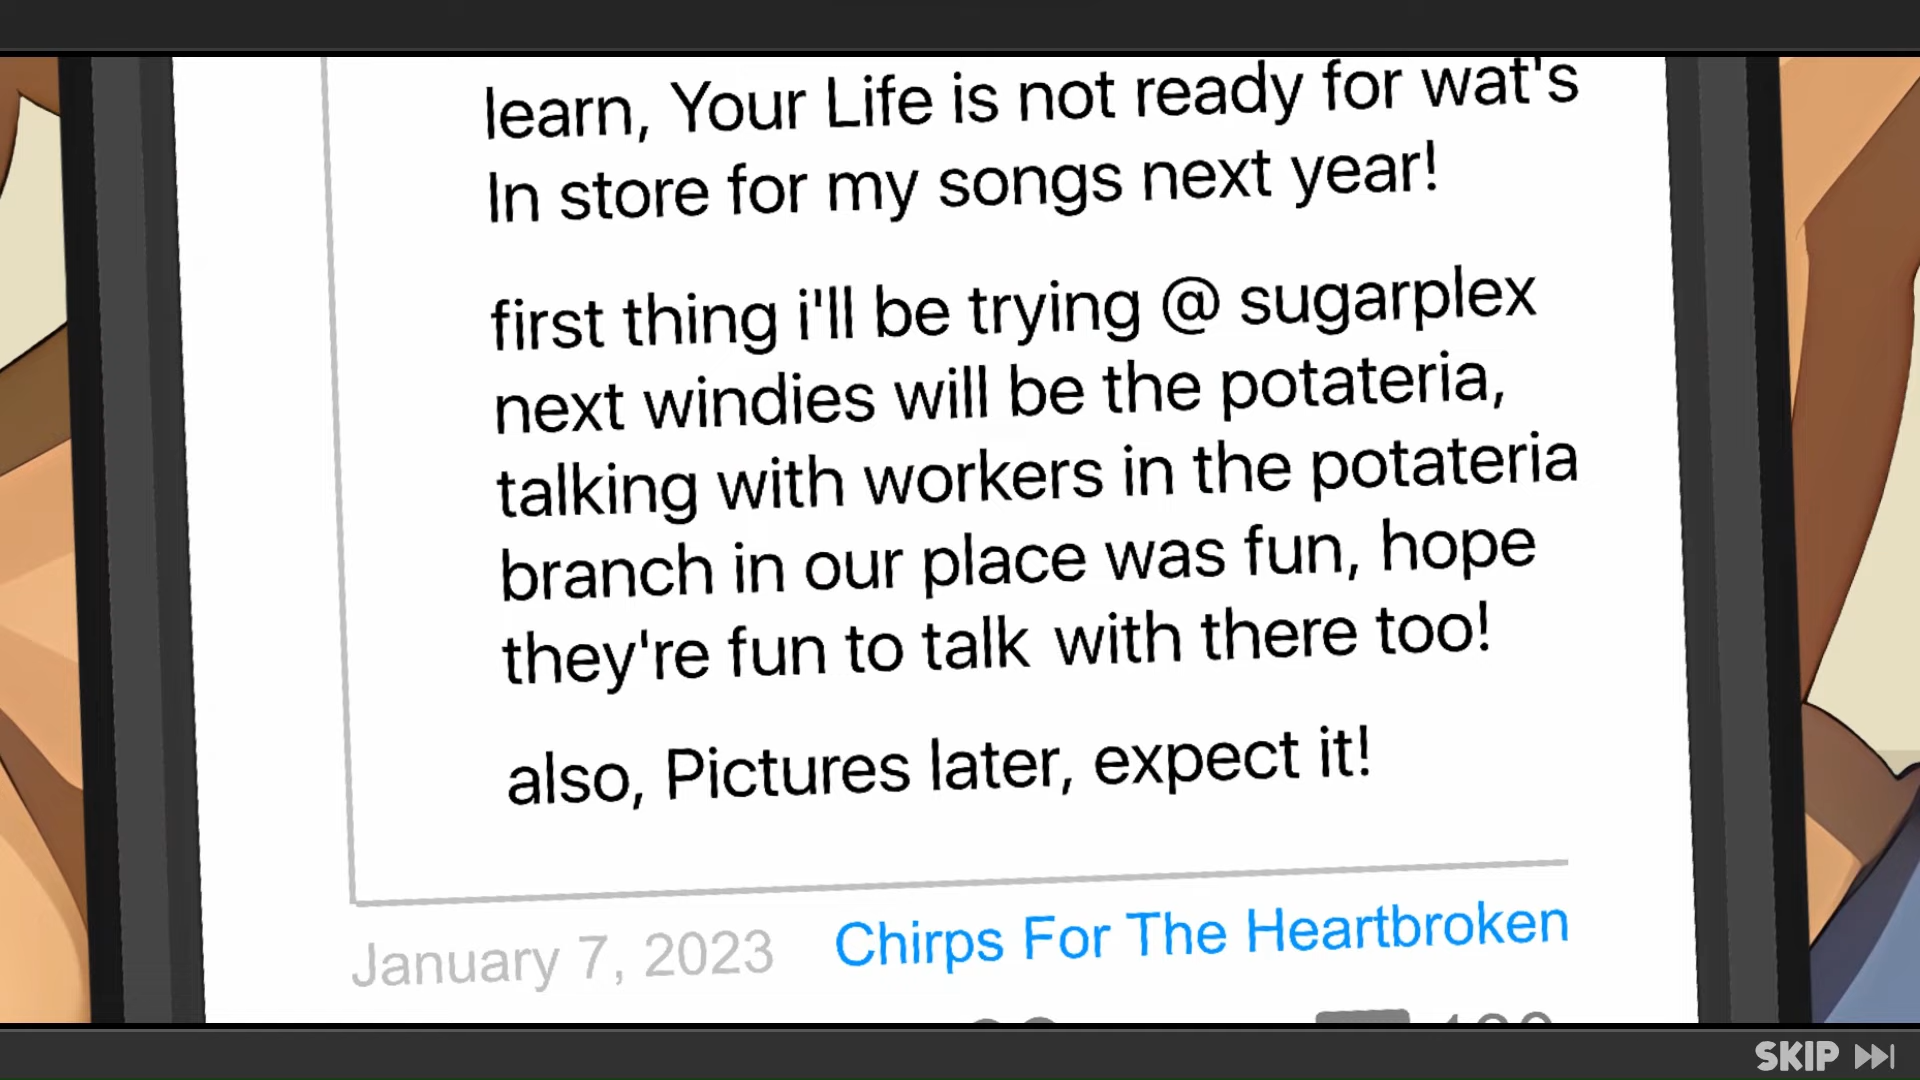 learn, Your Life is not ready for wat's
In store for my songs next year!
first thing i'll be trying @ sugarplex
next windies will be the potateria,
talking with workers in the potateria
branch in our place was fun, hope
they're fun to talk with there too!
also, Pictures later, expect it!
January 7, 2023 Chirps For The Heartbroken
SKIP